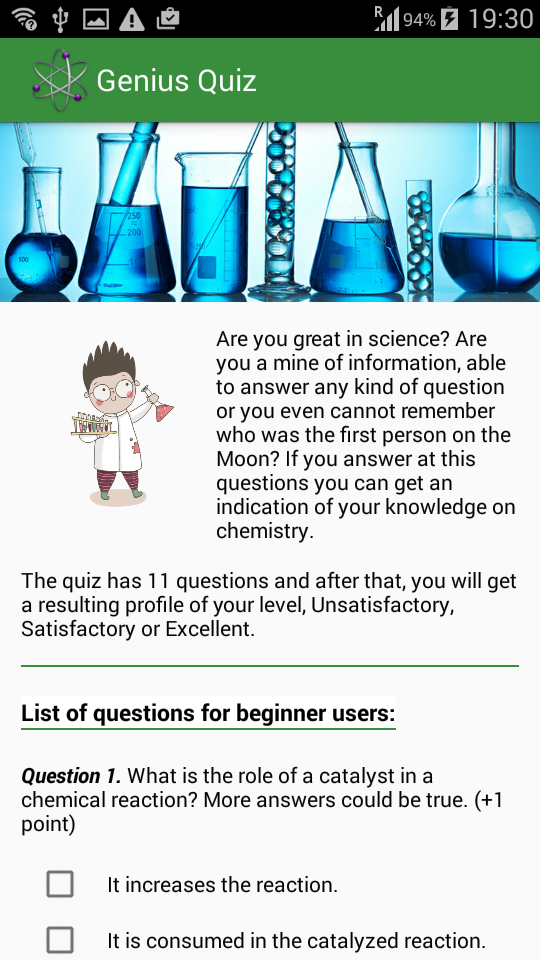 R 94% 19:30
Genius Quiz
250
200
100
Are you great in science? Are
you a mine of information, able
to answer any kind of question
or you even cannot remember
who was the first person on the
Moon? If you answer at this
questions you can get an
indication of your knowledge on
chemistry.
The quiz has 11 questions and after that, you will get
a resulting profile of your level, Unsatisfactory,
Satisfactory or Excellent.
List of questions for beginner users:
Question 1. What is the role of a catalyst in a
chemical reaction? More answers could be true. (+1
point)
It increases the reaction.
It is consumed in the catalyzed reaction.